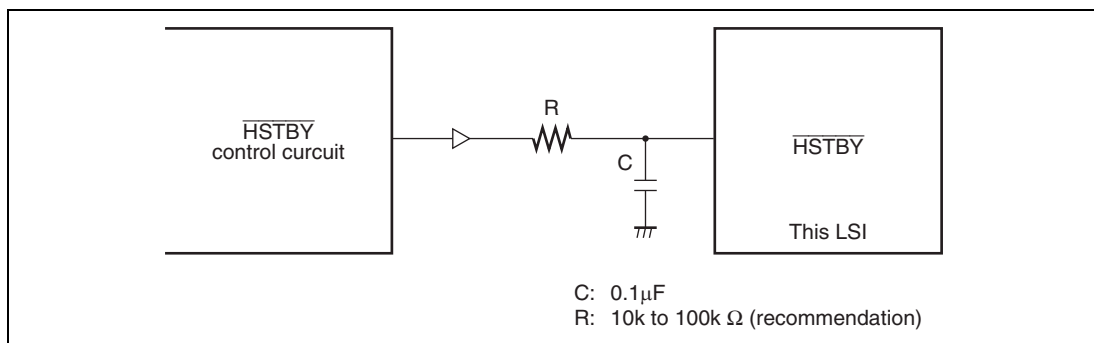 HSTBY
control curcuit
R
C
HSTBY
This LSI
C: 0.1μF
R: 10k to 100k Ω (recommendation)